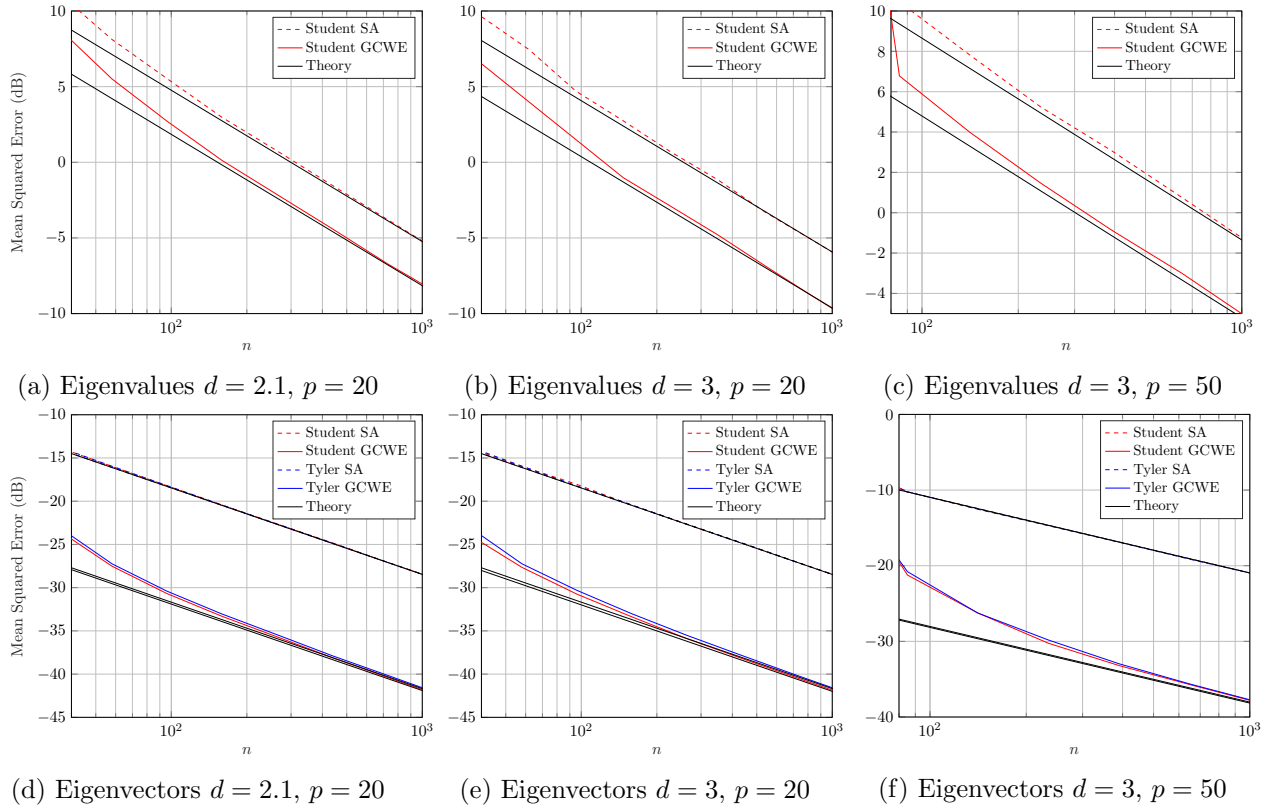 Mean Squared Error (dB)
10
5
0
−5
−10
10²
10³
n
Student SA
Student GCWE
Theory
(a) Eigenvalues d = 2.1, p = 20
10
5
0
−5
−10
10²
10³
n
Student SA
Student GCWE
Theory
(b) Eigenvalues d = 3, p = 20
10
8
6
4
2
0
−2
−4
10²
10³
n
Student SA
Student GCWE
Theory
(c) Eigenvalues d = 3, p = 50
Mean Squared Error (dB)
−10
−15
−20
−25
−30
−35
−40
−45
10²
10³
n
Student SA
Student GCWE
Tyler SA
Tyler GCWE
Theory
(d) Eigenvectors d = 2.1, p = 20
−10
−15
−20
−25
−30
−35
−40
−45
10²
10³
n
Student SA
Student GCWE
Tyler SA
Tyler GCWE
Theory
(e) Eigenvectors d = 3, p = 20
0
−10
−20
−30
−40
10²
10³
n
Student SA
Student GCWE
Tyler SA
Tyler GCWE
Theory
(f) Eigenvectors d = 3, p = 50